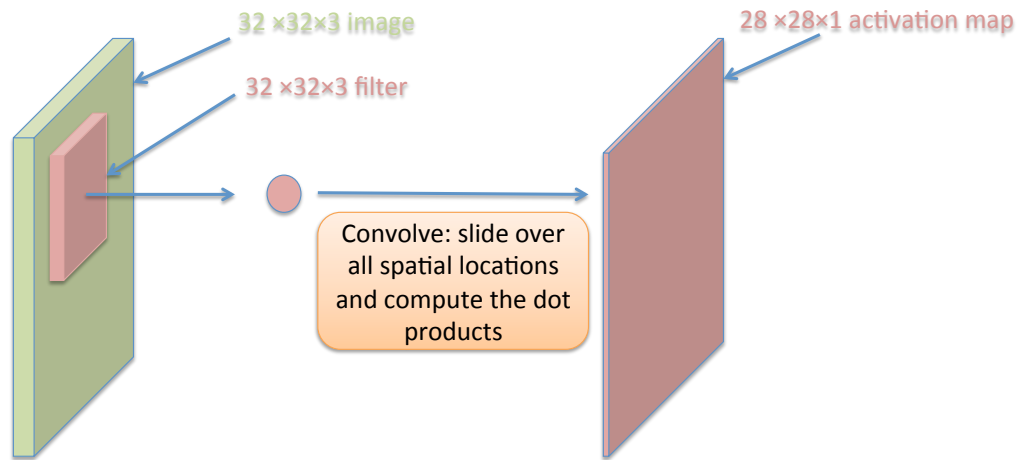 32 ×32×3 image
28 ×28×1 activation map
32 ×32×3 filter
Convolve: slide over
all spatial locations
and compute the dot
products